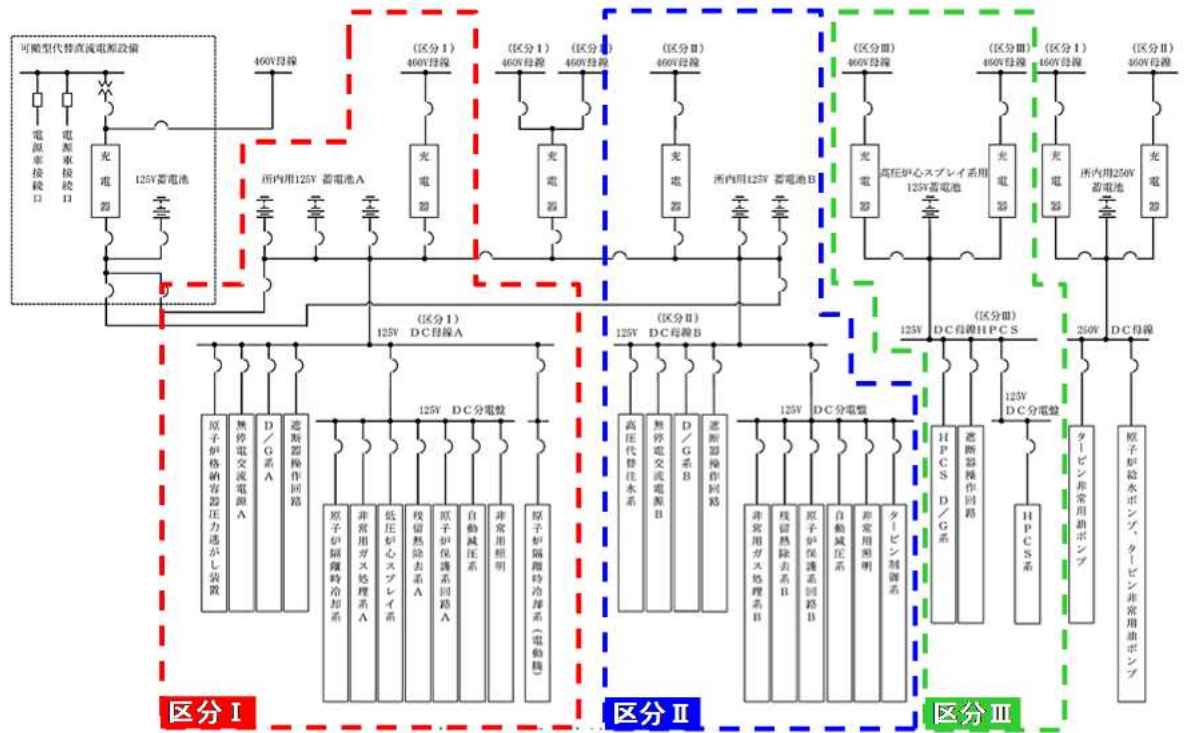 可搬型代替直流電源設備
460V母線
電源車接続口
電源車接続口
充電器
125V蓄電池
(区分Ⅰ)
460V母線
充電器
所内用125V 蓄電池A
(区分Ⅰ)
460V母線
460V母線
充電器
(区分Ⅱ)
460V母線
充電器
所内用125V 蓄電池B
(区分Ⅲ)
460V母線
(区分Ⅲ)
460V母線
充電器
高圧炉心スプレイ系用
125V蓄電池
充電器
(区分Ⅰ)
460V母線
(区分Ⅱ)
460V母線
充電器
所内用250V
蓄電池
充電器
(区分Ⅰ)
125V DC母線A
原子炉格納容器圧力逃がし装置
無停電交流電源A
D/G系A
遮断器操作回路
125V DC分電盤
原子炉隔離時冷却系
非常用ガス処理系A
低圧炉心スプレイ系
残留熱除去系A
原子炉保護系回路A
自動減圧系
非常用照明
原子炉隔離時冷却系(電動機)
区分Ⅰ
(区分Ⅱ)
125V DC母線B
高圧代替注水系
無停電交流電源B
D/G系B
遮断器操作回路
125V DC分電盤
非常用ガス処理系B
残留熱除去系B
原子炉保護系回路B
自動減圧系
非常用照明
タービン制御系
区分Ⅱ
(区分Ⅲ)
125V DC母線HPCS
HPCS D/G系
遮断器操作回路
125V
DC分電盤
HPCS系
区分Ⅲ
250V DC母線
タービン非常用油ポンプ
原子炉給水ポンプ、タービン非常用油ポンプ